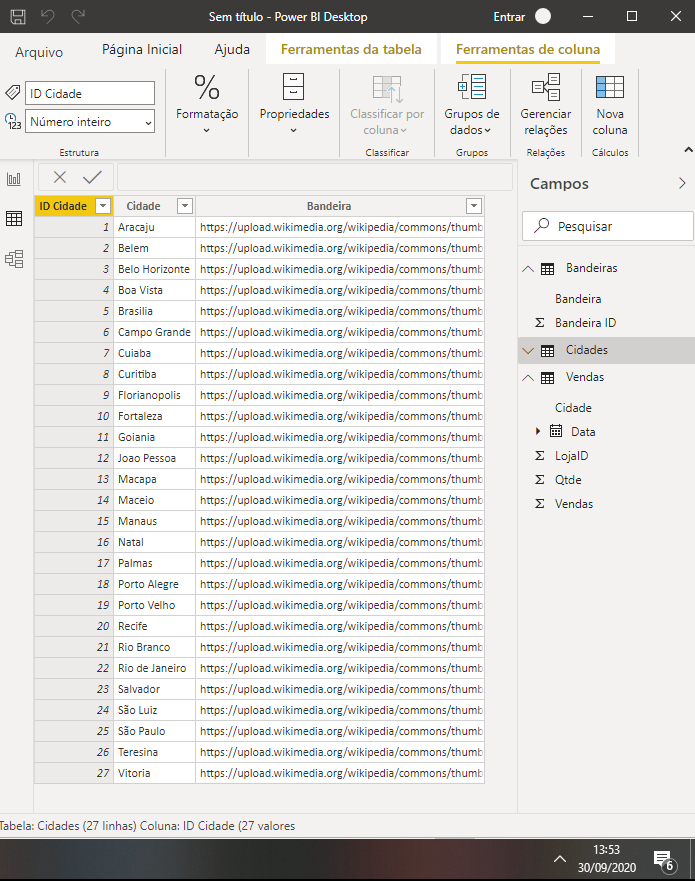 Sem título - Power BI Desktop
Entrar
Arquivo
Página Inicial
Ajuda
Ferramentas da tabela
Ferramentas de coluna
ID Cidade
Número inteiro
Estrutura
Formatação
Propriedades
Classificar por
coluna
Classificar
Grupos de
dados
Grupos
Gerenciar
relações
Relações
Nova
coluna
Cálculos
ID Cidade Cidade Bandeira
1 Aracaju https://upload.wikimedia.org/wikipedia/commons/thumb
2 Belem https://upload.wikimedia.org/wikipedia/commons/thumb
3 Belo Horizonte https://upload.wikimedia.org/wikipedia/commons/thumb
4 Boa Vista https://upload.wikimedia.org/wikipedia/commons/thumb
5 Brasilia https://upload.wikimedia.org/wikipedia/commons/thumb
6 Campo Grande https://upload.wikimedia.org/wikipedia/commons/thumb
7 Cuiaba https://upload.wikimedia.org/wikipedia/commons/thumb
8 Curitiba https://upload.wikimedia.org/wikipedia/commons/thumb
9 Florianopolis https://upload.wikimedia.org/wikipedia/commons/thumb
10 Fortaleza https://upload.wikimedia.org/wikipedia/commons/thumb
11 Goiania https://upload.wikimedia.org/wikipedia/commons/thumb
12 Joao Pessoa https://upload.wikimedia.org/wikipedia/commons/thumb
13 Macapa https://upload.wikimedia.org/wikipedia/commons/thumb
14 Maceio https://upload.wikimedia.org/wikipedia/commons/thumb
15 Manaus https://upload.wikimedia.org/wikipedia/commons/thumb
16 Natal https://upload.wikimedia.org/wikipedia/commons/thumb
17 Palmas https://upload.wikimedia.org/wikipedia/commons/thumb
18 Porto Alegre https://upload.wikimedia.org/wikipedia/commons/thumb
19 Porto Velho https://upload.wikimedia.org/wikipedia/commons/thumb
20 Recife https://upload.wikimedia.org/wikipedia/commons/thumb
21 Rio Branco https://upload.wikimedia.org/wikipedia/commons/thumb
22 Rio de Janeiro https://upload.wikimedia.org/wikipedia/commons/thumb
23 Salvador https://upload.wikimedia.org/wikipedia/commons/thumb
24 São Luiz https://upload.wikimedia.org/wikipedia/commons/thumb
25 São Paulo https://upload.wikimedia.org/wikipedia/commons/thumb
26 Teresina https://upload.wikimedia.org/wikipedia/commons/thumb
27 Vitoria https://upload.wikimedia.org/wikipedia/commons/thumb
Campos
Pesquisar
Bandeiras
Bandeira
Bandeira ID
Cidades
Vendas
Cidade
Data
LojaID
Qtde
Vendas
Tabela: Cidades (27 linhas) Coluna: ID Cidade (27 valores
13:53
30/09/2020
6